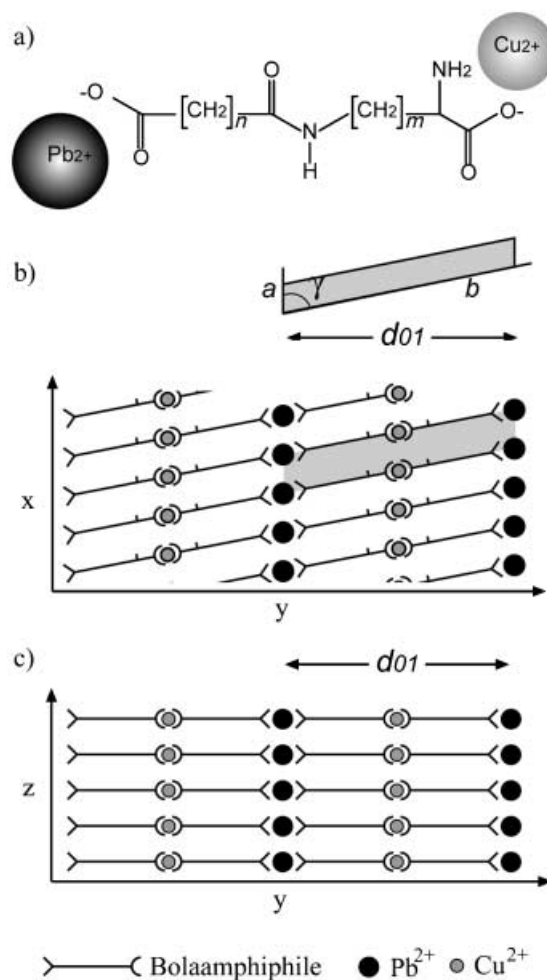 a)
Cu2+
O
NH2
-O
[CH2]n
[CH2]m
O-
Pb2+
O
N
H
O
b)
a
γ
b
d01
x
y
c)
d01
z
y
Bolaamphiphile
Pb2+
Cu2+